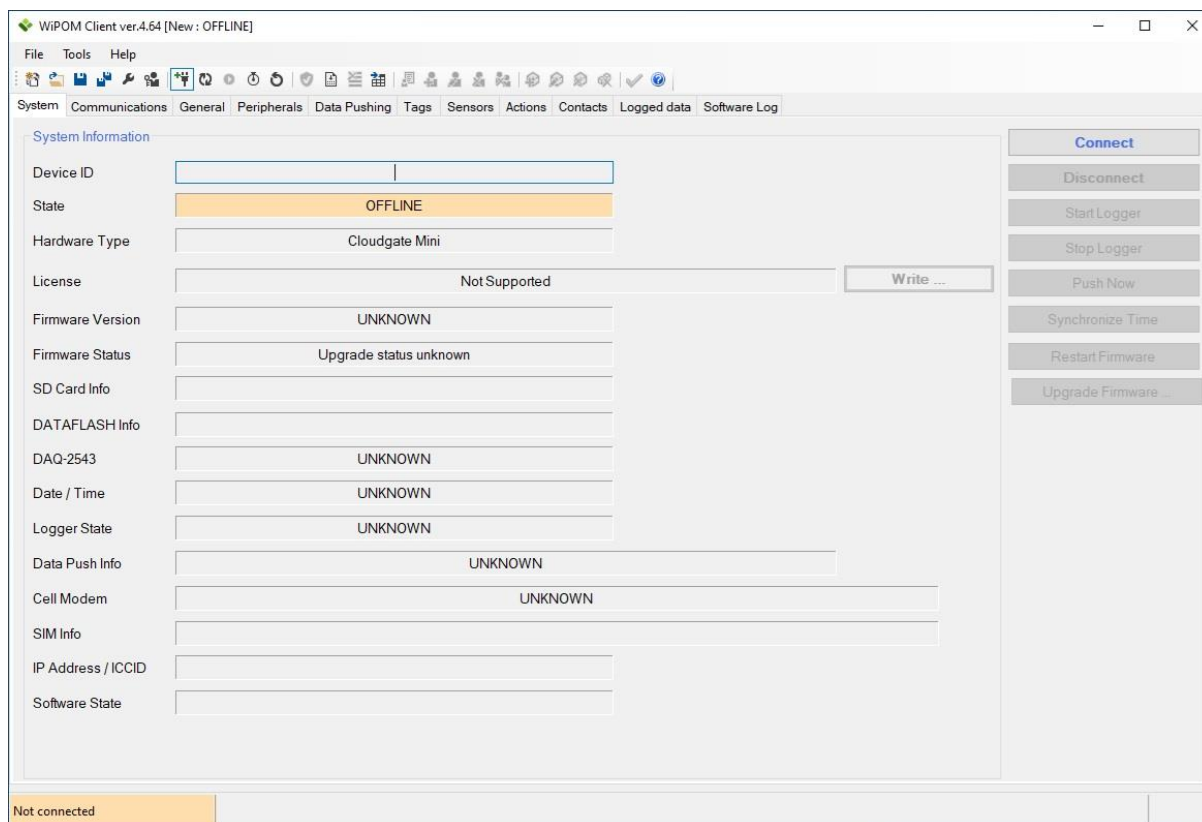 WiPOM Client ver.4.64 [New : OFFLINE]
File Tools Help
System Communications General Peripherals Data Pushing Tags Sensors Actions Contacts Logged data Software Log
System Information
Connect
Device ID
Disconnect
State OFFLINE
Start Logger
Hardware Type Cloudgate Mini
Stop Logger
License Not Supported Write ...
Push Now
Firmware Version UNKNOWN
Synchronize Time
Firmware Status Upgrade status unknown
Restart Firmware
SD Card Info
Upgrade Firmware ...
DATAFLASH Info
DAQ-2543 UNKNOWN
Date / Time UNKNOWN
Logger State UNKNOWN
Data Push Info UNKNOWN
Cell Modem UNKNOWN
SIM Info
IP Address / ICCID
Software State
Not connected